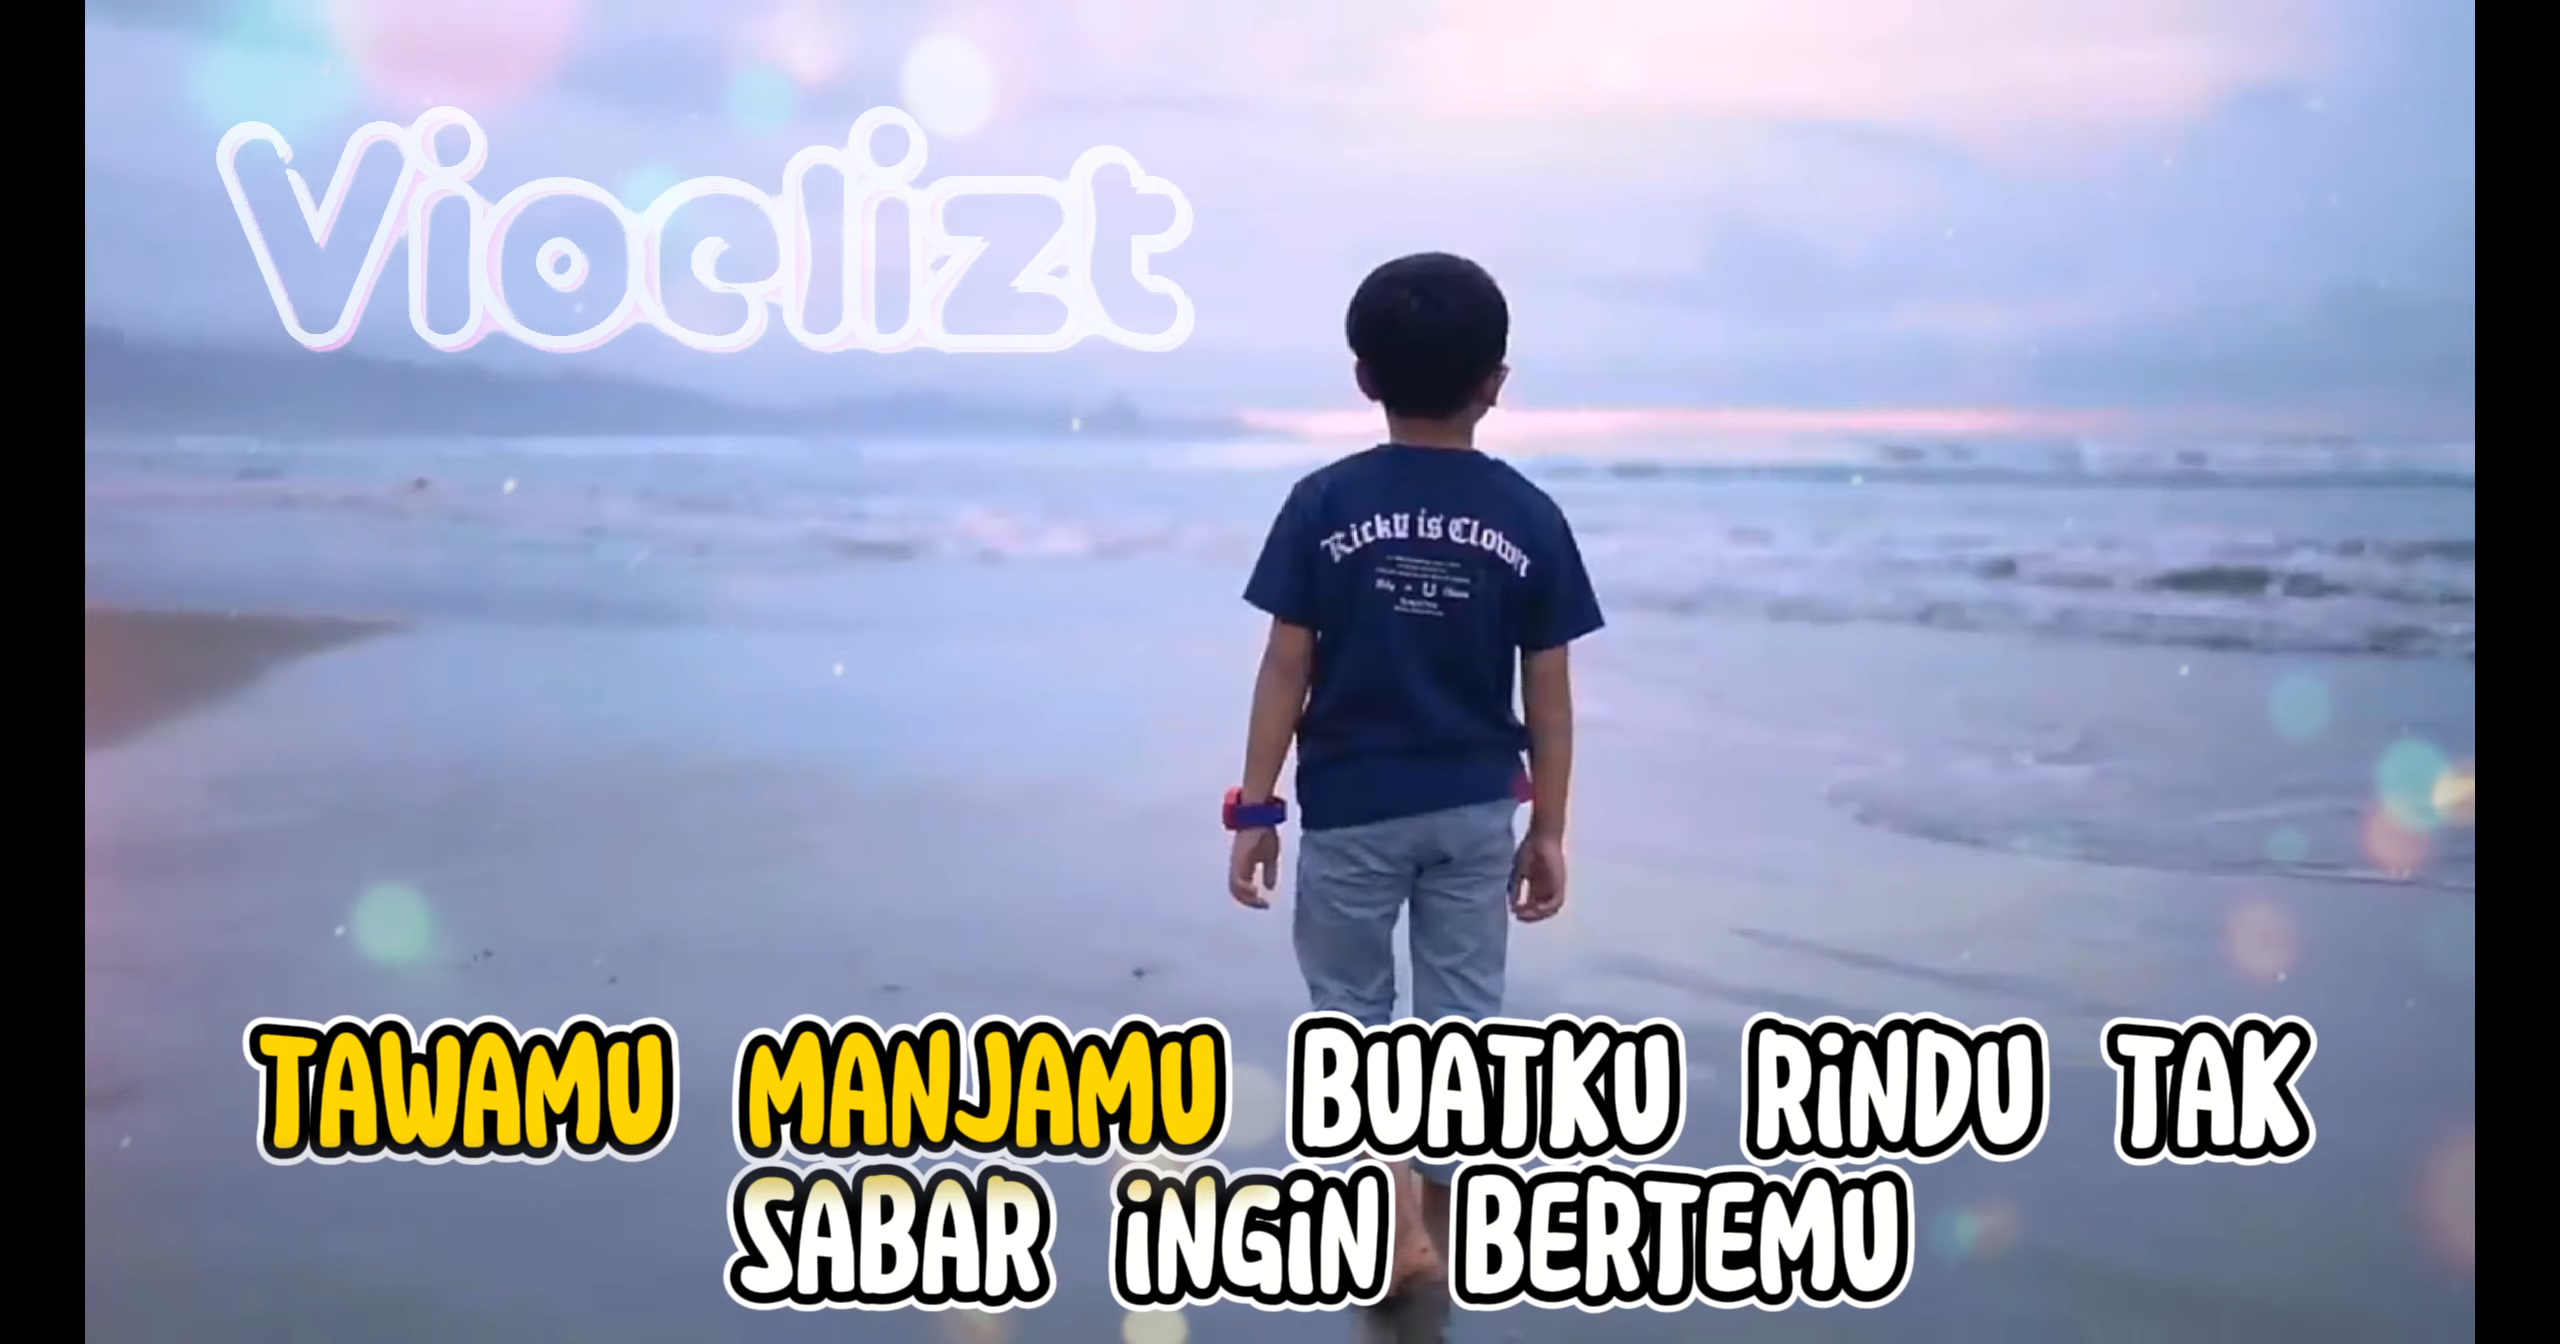 Vioelizt
Ricky is Clown
TAWAMU MANJAMU BUATKU RiNDU TAK
SABAR iNGiN BERTEMU